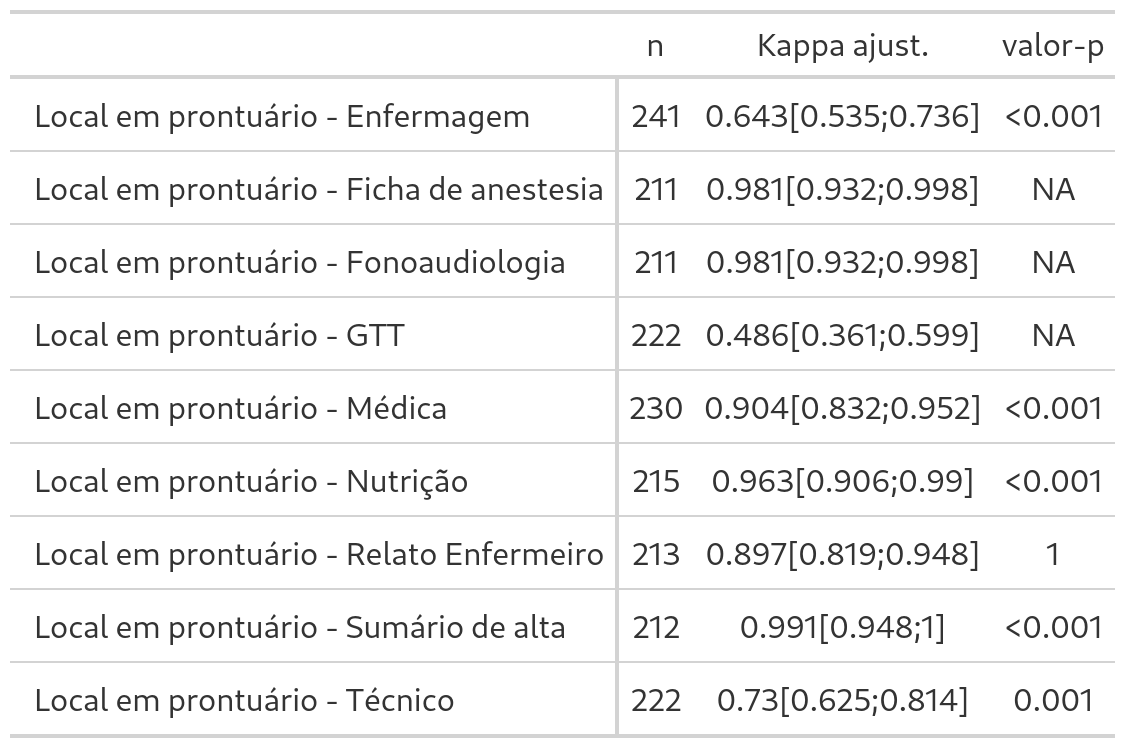 n Kappa ajust. valor-p
Local em prontuário - Enfermagem 241 0.643[0.535;0.736] <0.001
Local em prontuário - Ficha de anestesia 211 0.981[0.932;0.998] NA
Local em prontuário - Fonoaudiologia 211 0.981[0.932;0.998] NA
Local em prontuário - GTT 222 0.486[0.361;0.599] NA
Local em prontuário - Médica 230 0.904[0.832;0.952] <0.001
Local em prontuário - Nutrição 215 0.963[0.906;0.99] <0.001
Local em prontuário - Relato Enfermeiro 213 0.897[0.819;0.948] 1
Local em prontuário - Sumário de alta 212 0.991[0.948;1] <0.001
Local em prontuário - Técnico 222 0.73[0.625;0.814] 0.001